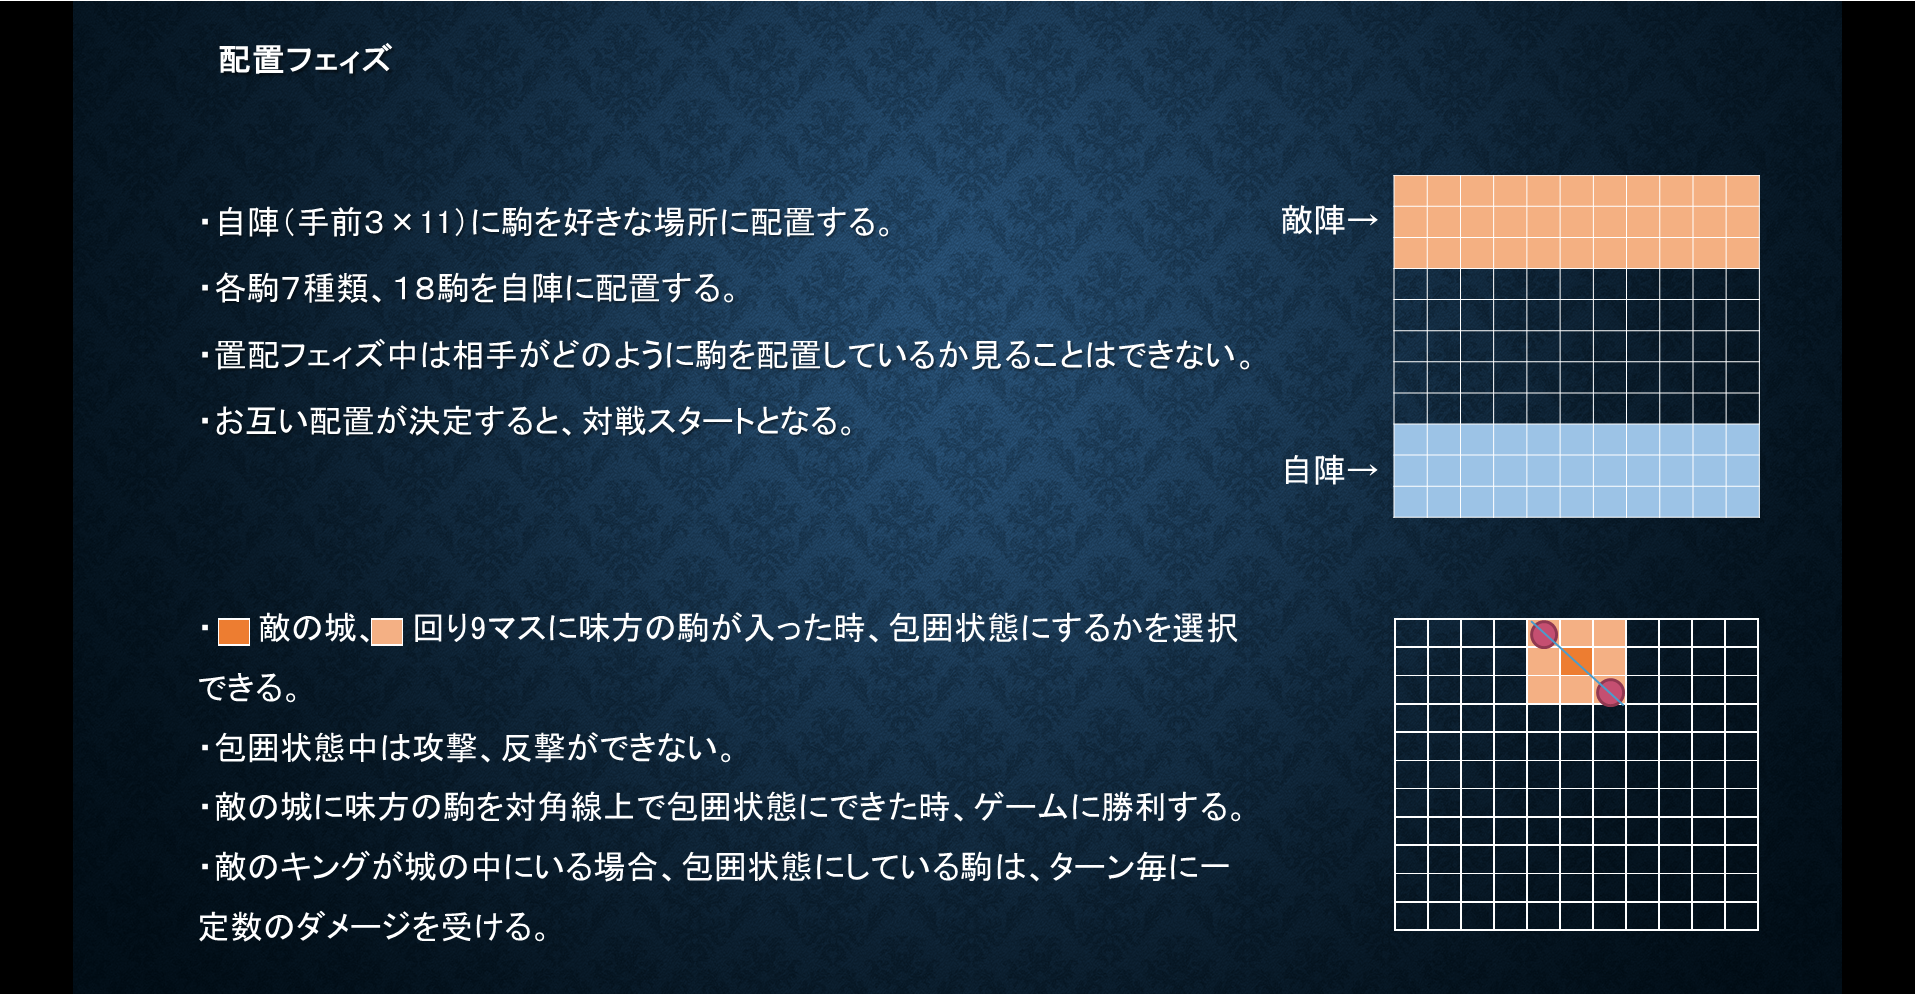 配置フェィズ
・自陣（手前３×11）に駒を好きな場所に配置する。
敵陣→
・各駒７種類、１８駒を自陣に配置する。
・置配フェィズ中は相手がどのように駒を配置しているか見ることはできない。
・お互い配置が決定すると、対戦スタートとなる。
自陣→
・ 敵の城、 回り9マスに味方の駒が入った時、包囲状態にするかを選択
できる。
・包囲状態中は攻撃、反撃ができない。
・敵の城に味方の駒を対角線上で包囲状態にできた時、ゲームに勝利する。
・敵のキングが城の中にいる場合、包囲状態にしている駒は、ターン毎に一
定数のダメージを受ける。